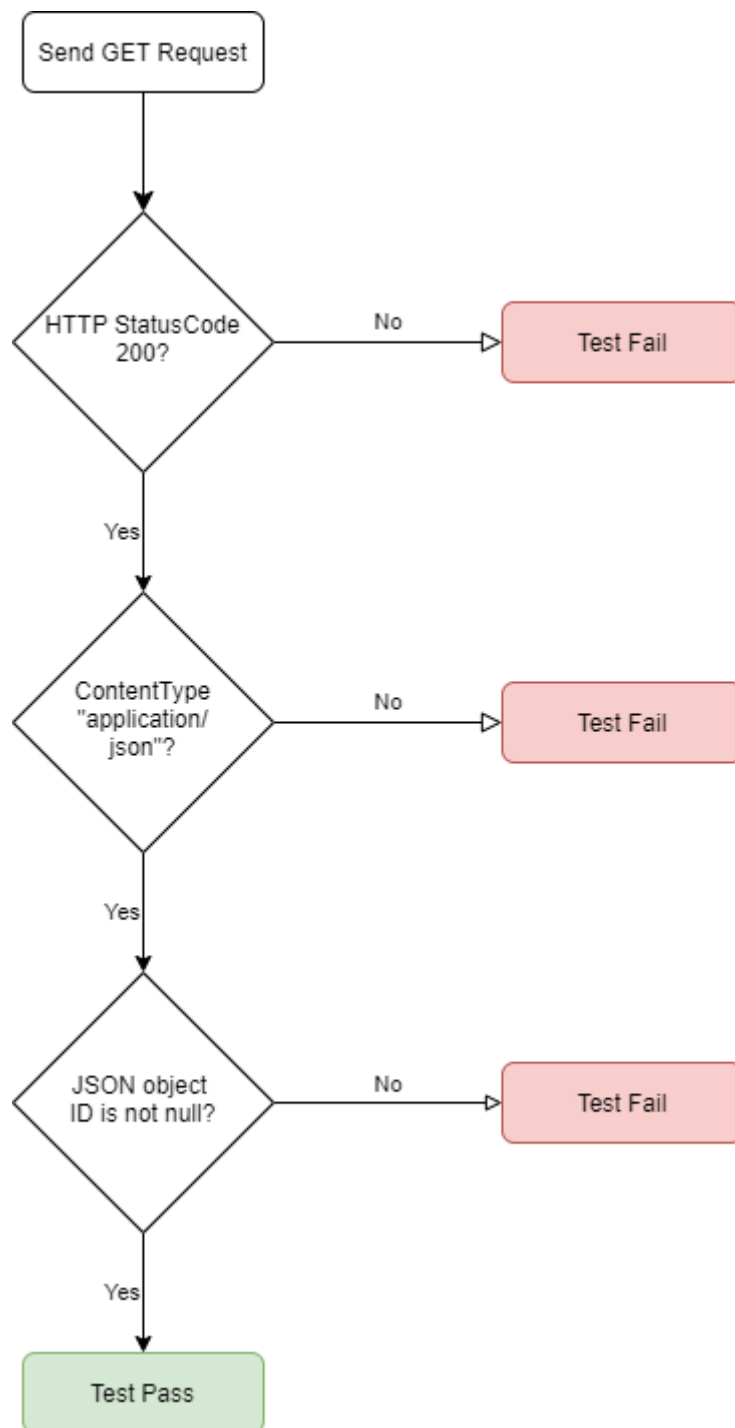 Send GET Request
HTTP StatusCode
200?
No
Test Fail
Yes
ContentType
"application/
json"?
No
Test Fail
Yes
JSON object
ID is not null?
No
Test Fail
Yes
Test Pass